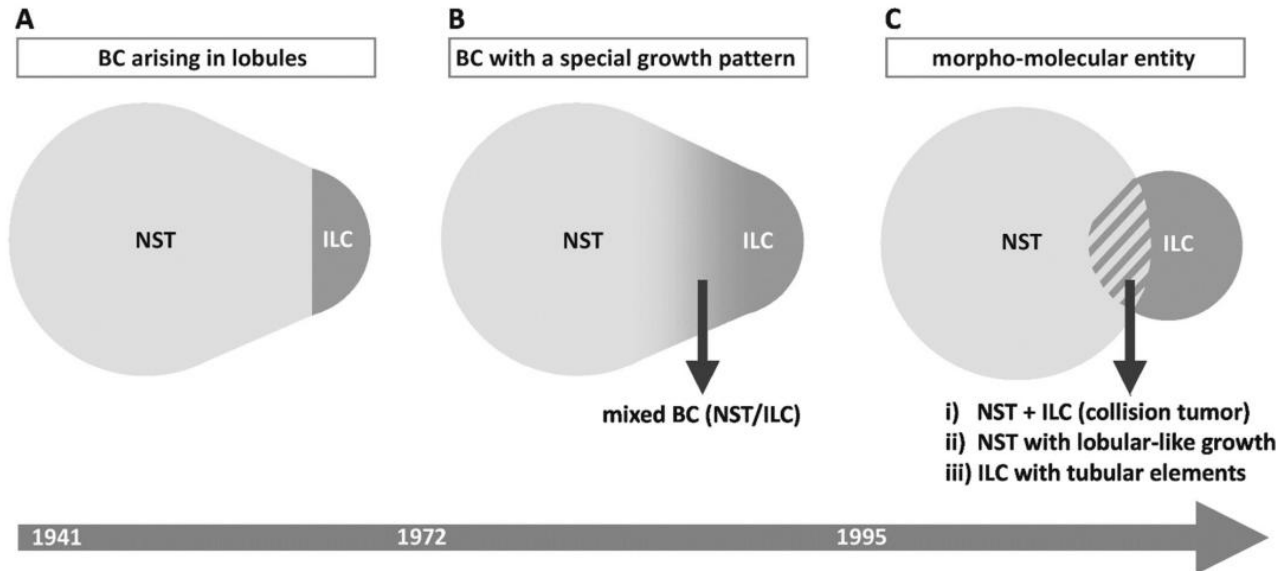 A
BC arising in lobules
NST
ILC
B
BC with a special growth pattern
NST
ILC
mixed BC (NST/ILC)
C
morpho-molecular entity
NST
ILC
i) NST + ILC (collision tumor)
ii) NST with lobular-like growth
iii) ILC with tubular elements
1941
1972
1995